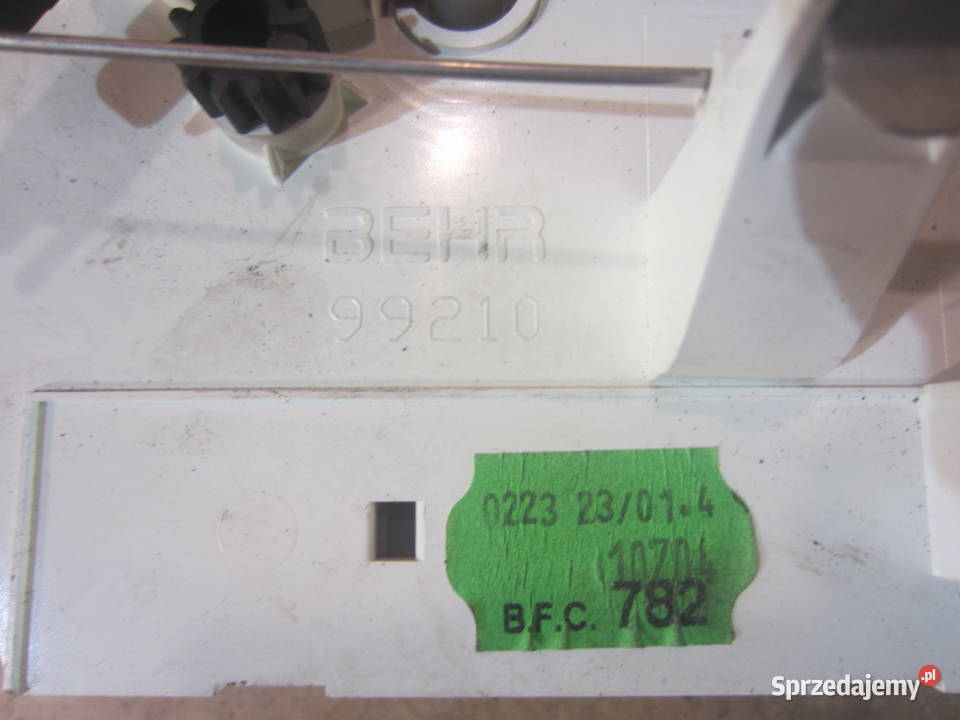 BEHR
99210
0223 23/01.4
10704
B.F.C. 782
Sprzedajemy.pl